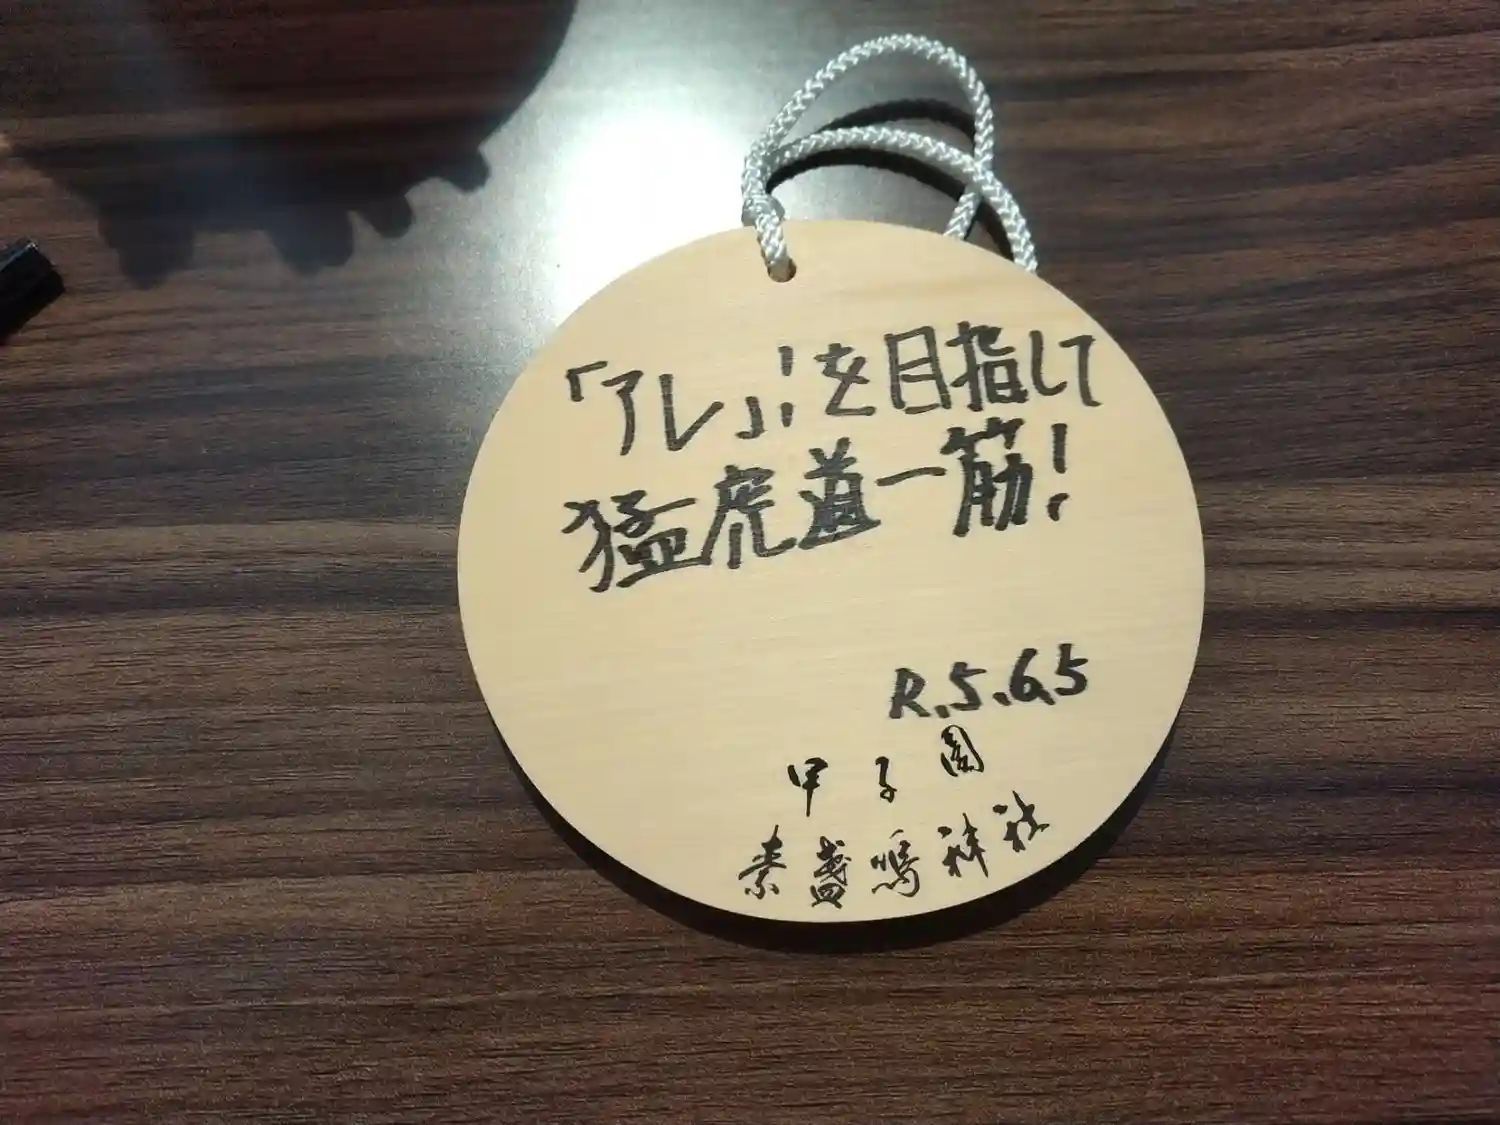 「アレ」!を目指して
猛虎道一筋!
R.5.6.5
甲子園
素盞嗚神社